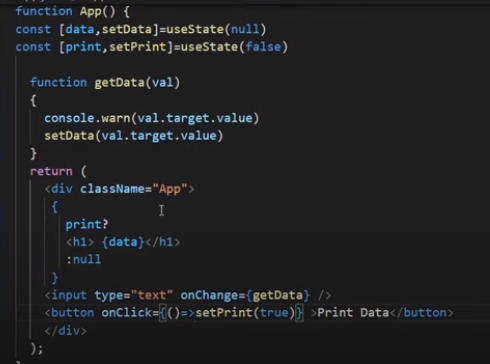 function App() {
const [data,setData]=useState(null)
const [print,setPrint]=useState(false)
function getData(val)
{
console.warn(val.target.value)
setData(val.target.value)
}
return (
<div className="App">
{
print?
<h1> {data}</h1>
:null
}
<input type="text" onChange={getData} />
<button onClick={()=>setPrint(true)} >Print Data</button>
</div>
);